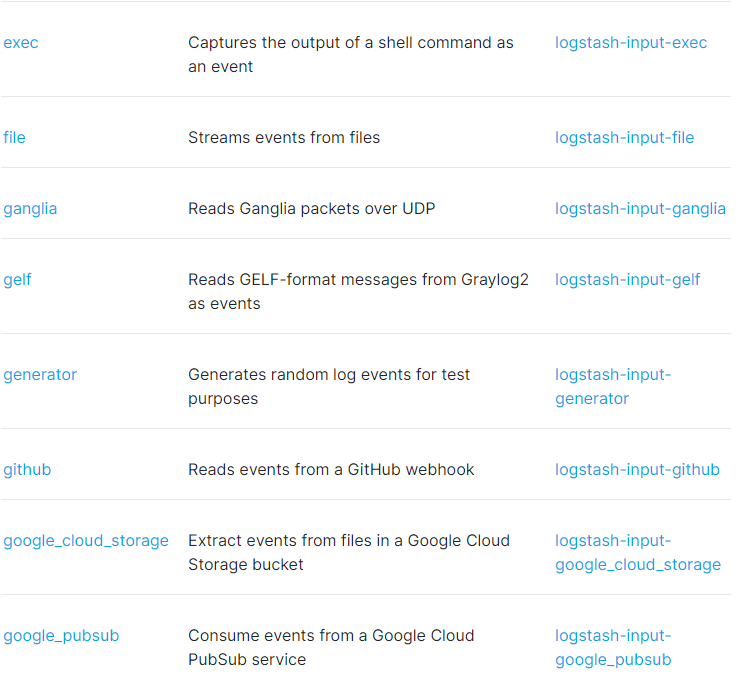 exec Captures the output of a shell command as logstash-input-exec
an event
file Streams events from files logstash-input-file
ganglia Reads Ganglia packets over UDP logstash-input-ganglia
gelf Reads GELF-format messages from Graylog2 logstash-input-gelf
as events
generator Generates random log events for test logstash-input-
purposes generator
github Reads events from a GitHub webhook logstash-input-github
google_cloud_storage Extract events from files in a Google Cloud logstash-input-
Storage bucket google_cloud_storage
google_pubsub Consume events from a Google Cloud logstash-input-
PubSub service google_pubsub